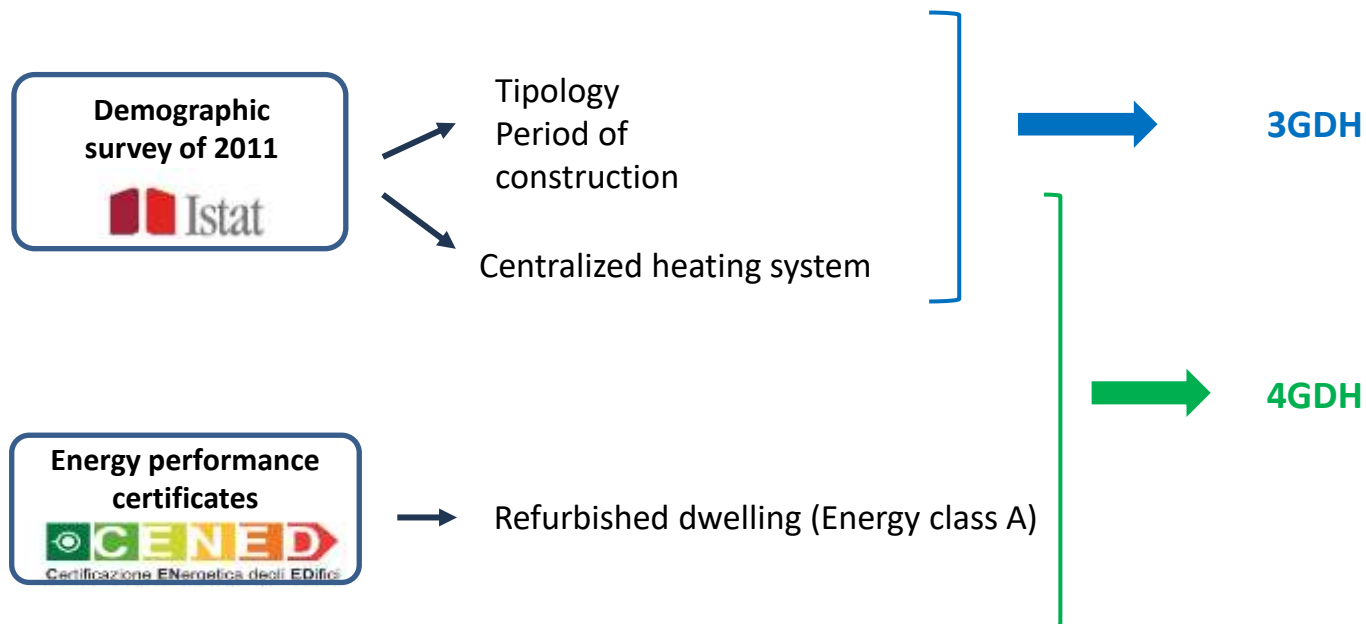 Demographic
survey of 2011
Istat
Tipology
Period of
construction
Centralized heating system
3GDH
4GDH
Energy performance
certificates
CENED
Certificazione ENergetica degli EDifici
Refurbished dwelling (Energy class A)